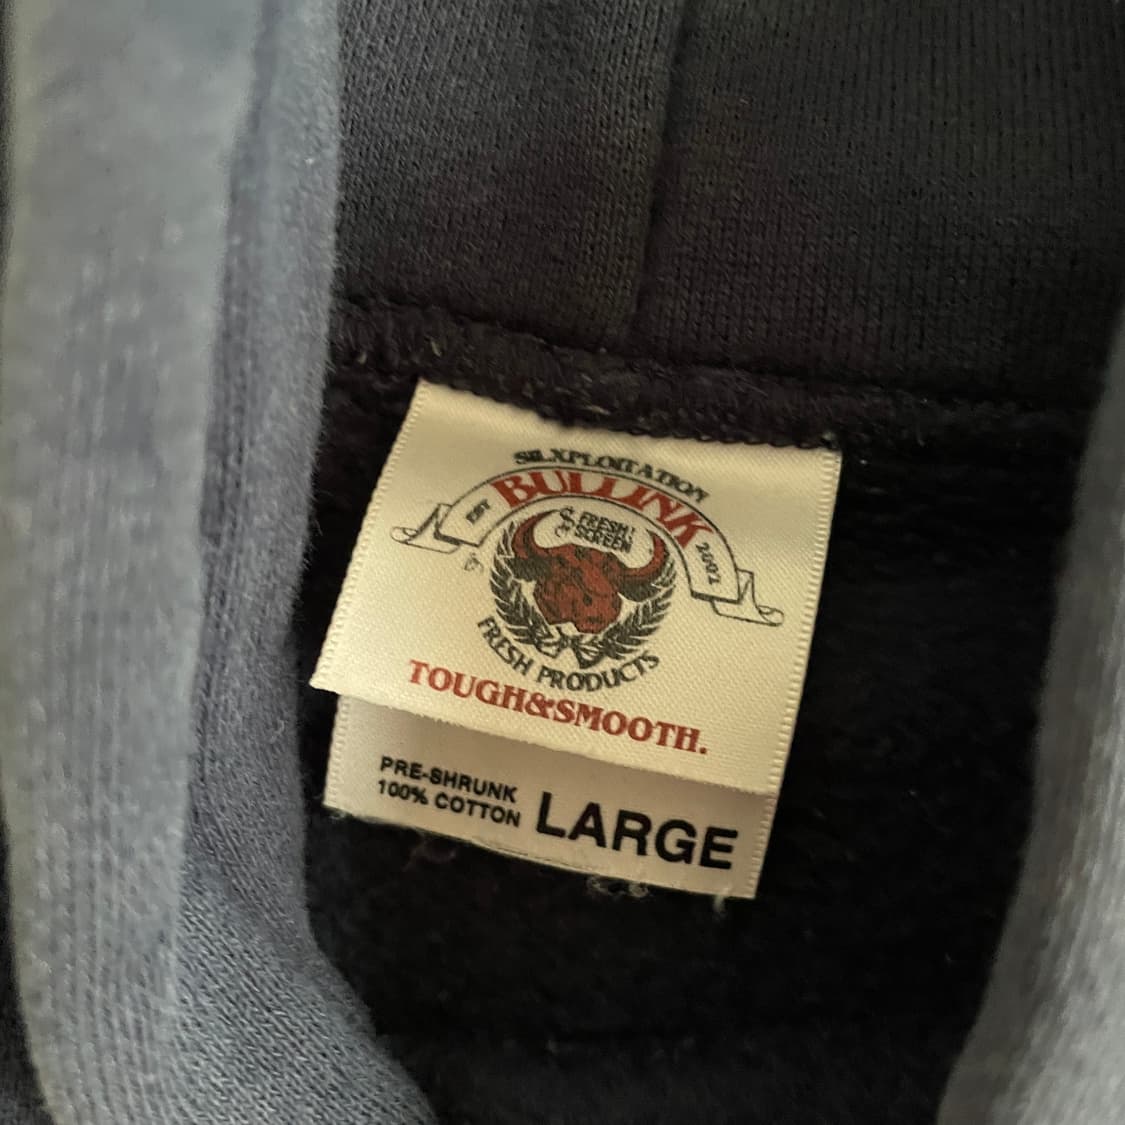 SILXPLOITATION
EST BULLINK 2002
FRESH!
SCREEN
FRESH PRODUCTS
TOUGH&SMOOTH.
PRE-SHRUNK
100% COTTON
LARGE